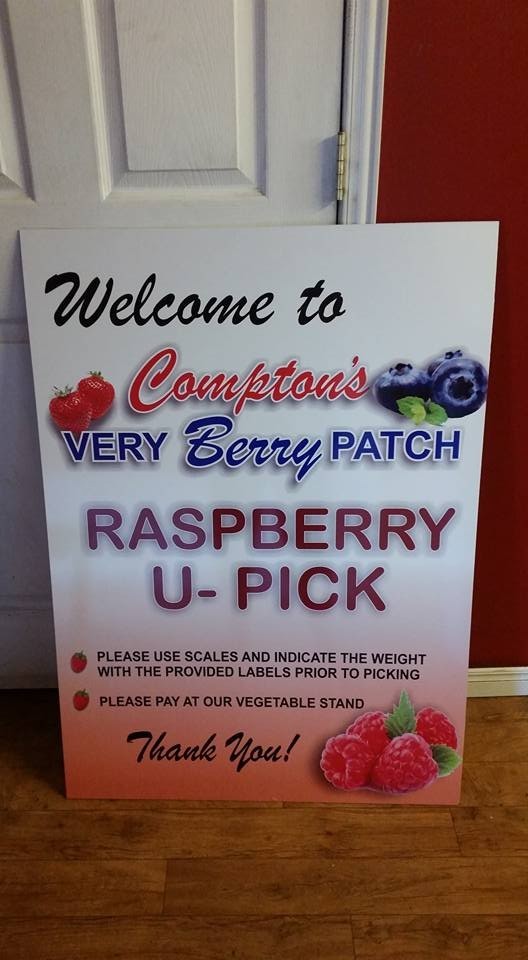 Welcome to
Compton's
VERY Berry PATCH
RASPBERRY
U- PICK
PLEASE USE SCALES AND INDICATE THE WEIGHT
WITH THE PROVIDED LABELS PRIOR TO PICKING
PLEASE PAY AT OUR VEGETABLE STAND
Thank You!